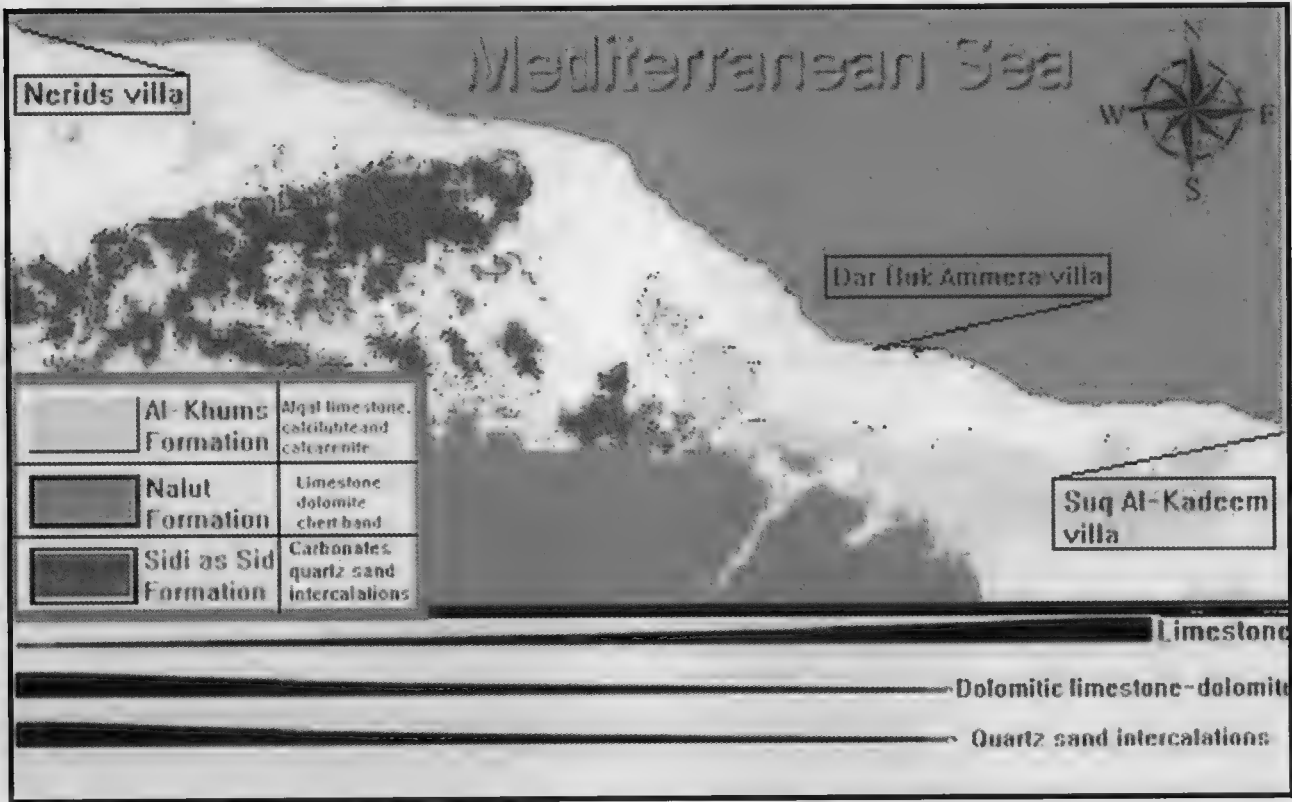 Mediterranean Sea
N
W
E
S
Nerids villa
Dar Buk Ammera villa
Suq Al-Kadeem
villa
Al-Khums
Formation
Algal limestone,
calcilutite and
calcarenite
Nalut
Formation
Limestone
dolomite
chert band
Sidi as Sid
Formation
Carbonates
quartz sand
intercalations
Limestone
Dolomitic limestone-dolomite
Quartz sand intercalations